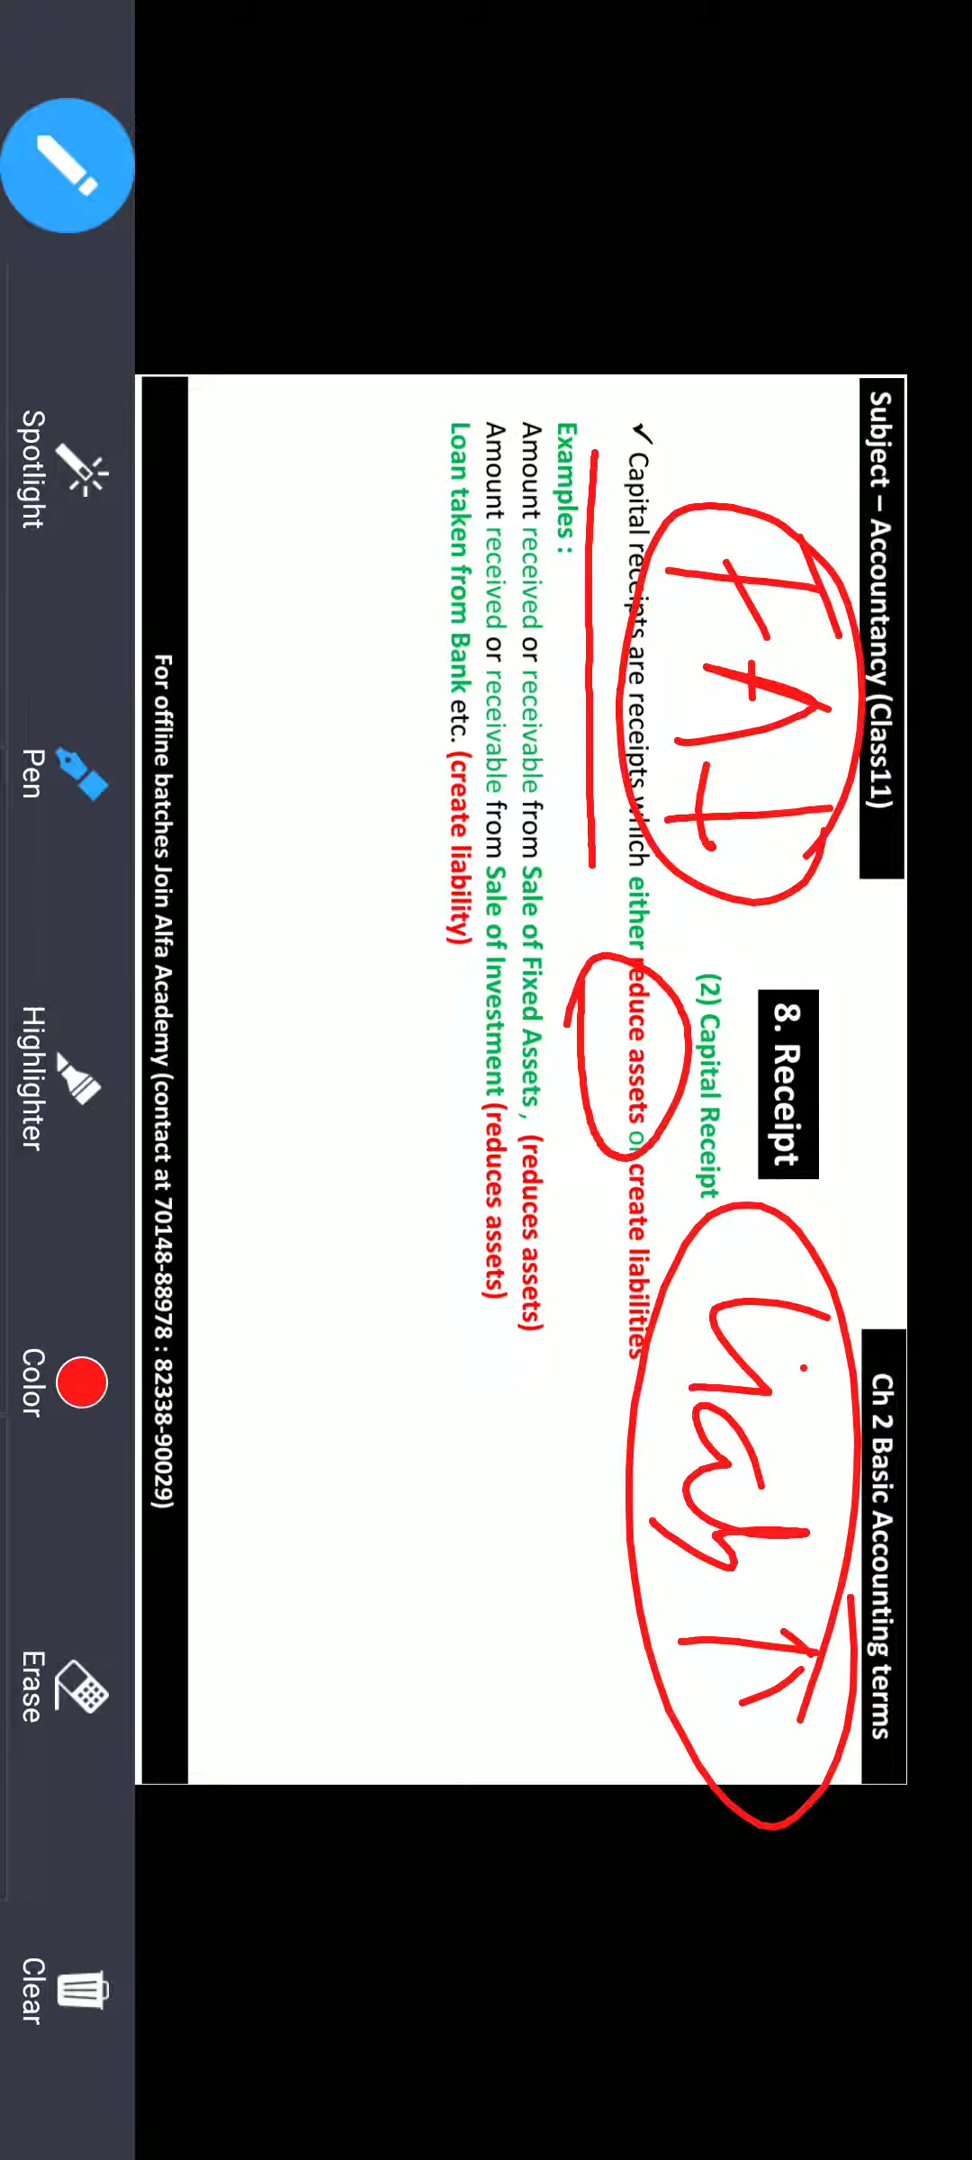 Subject – Accountancy (Class11)
Ch 2 Basic Accounting terms
8. Receipt
FA↓
Liab ↑
(2) Capital Receipt
✓ Capital receipts are receipts which either reduce assets or create liabilities
Examples :
Amount received or receivable from Sale of Fixed Assets , (reduces assets)
Amount received or receivable from Sale of Investment (reduces assets)
Loan taken from Bank etc. (create liability)
For offline batches Join Alfa Academy (contact at 70148-88978 : 82338-90029)
Spotlight
Pen
Highlighter
Color
Erase
Clear